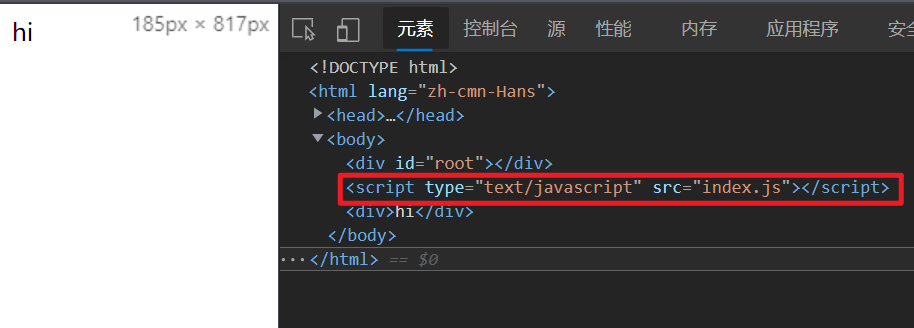 hi
185px × 817px
元素 控制台 源 性能 内存 应用程序 安全
<!DOCTYPE html>
<html lang="zh-cmn-Hans">
<head>…</head>
<body>
<div id="root"></div>
<script type="text/javascript" src="index.js"></script>
<div>hi</div>
</body>
…</html> == $0